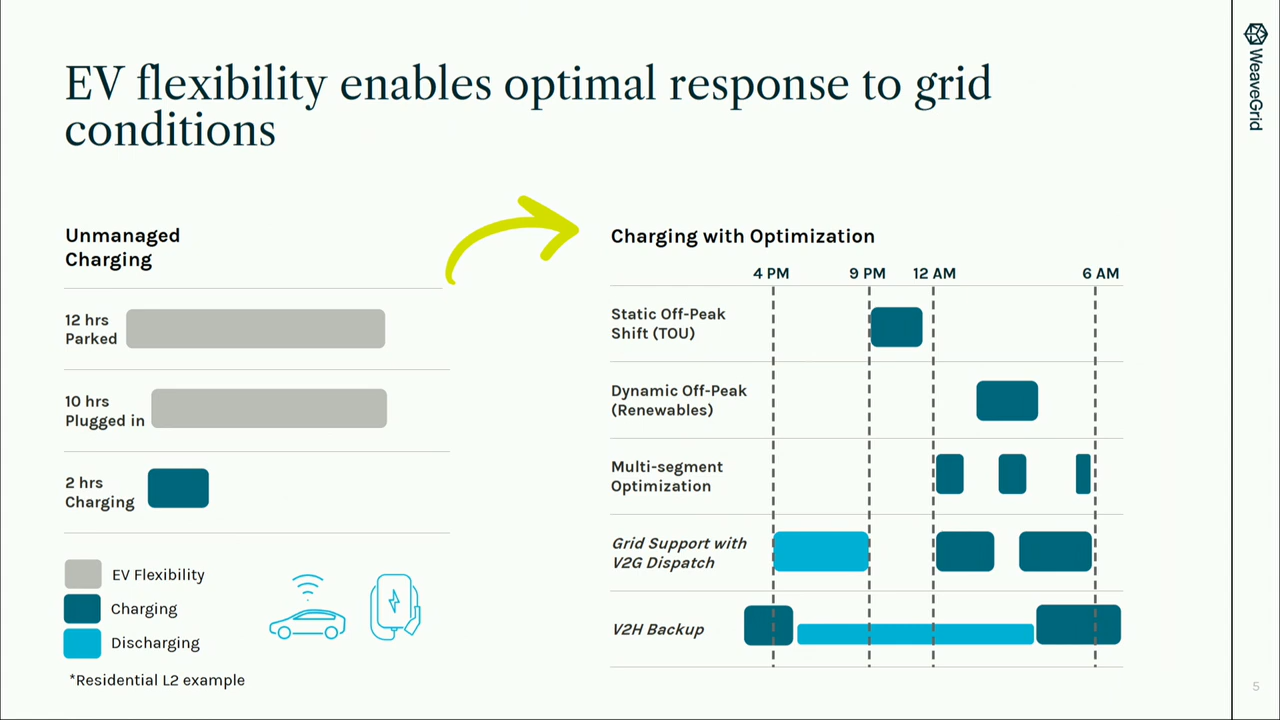 EV flexibility enables optimal response to grid
conditions
WeaveGrid
Unmanaged
Charging
12 hrs
Parked
10 hrs
Plugged in
2 hrs
Charging
EV Flexibility
Charging
Discharging
*Residential L2 example
Charging with Optimization
4 PM 9 PM 12 AM 6 AM
Static Off-Peak
Shift (TOU)
Dynamic Off-Peak
(Renewables)
Multi-segment
Optimization
Grid Support with
V2G Dispatch
V2H Backup
5